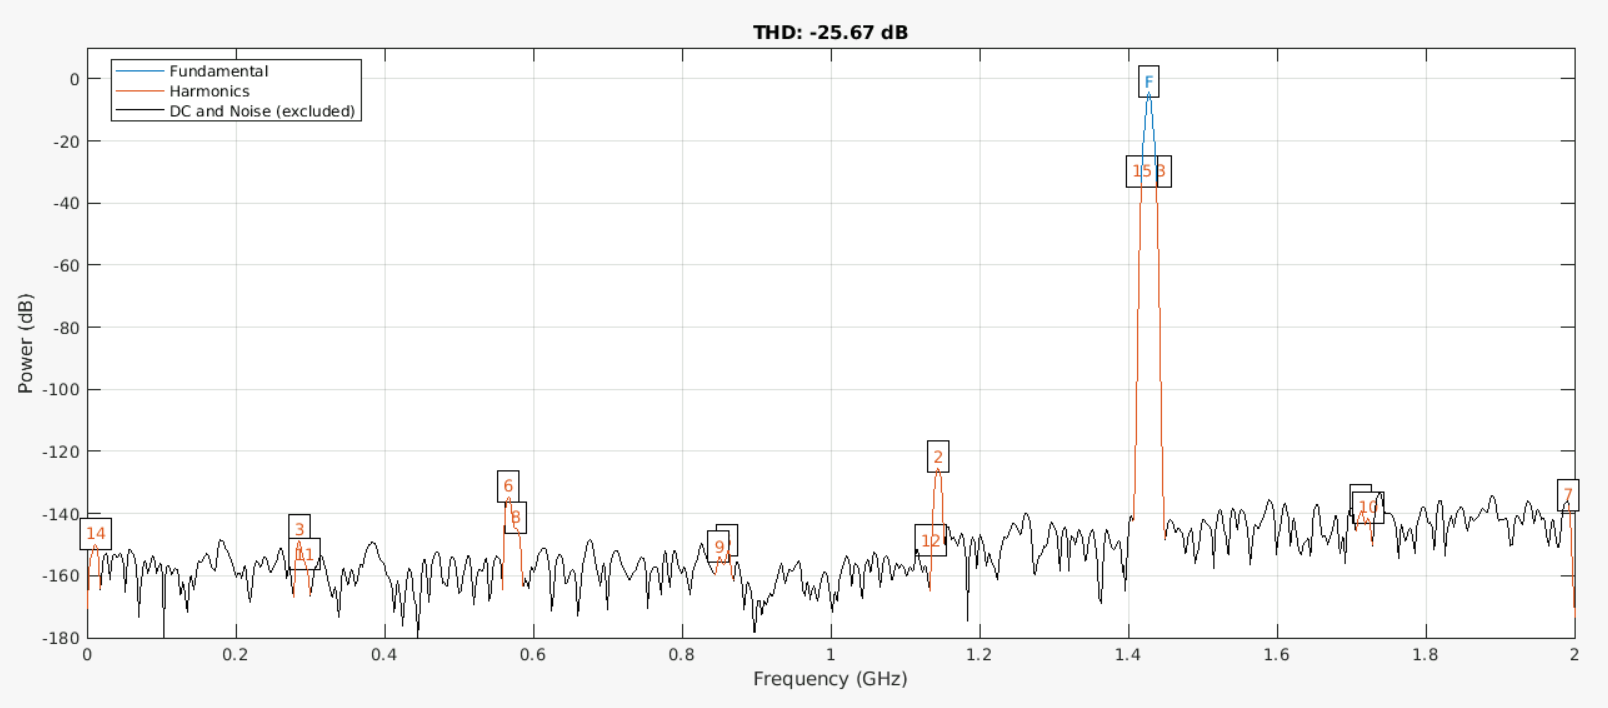 THD: -25.67 dB
Fundamental
Harmonics
DC and Noise (excluded)
Power (dB)
0
-20
-40
-60
-80
-100
-120
-140
-160
-180
F
15 3
2
6
8
7
10
14
3
11
9
12
0 0.2 0.4 0.6 0.8 1 1.2 1.4 1.6 1.8 2
Frequency (GHz)